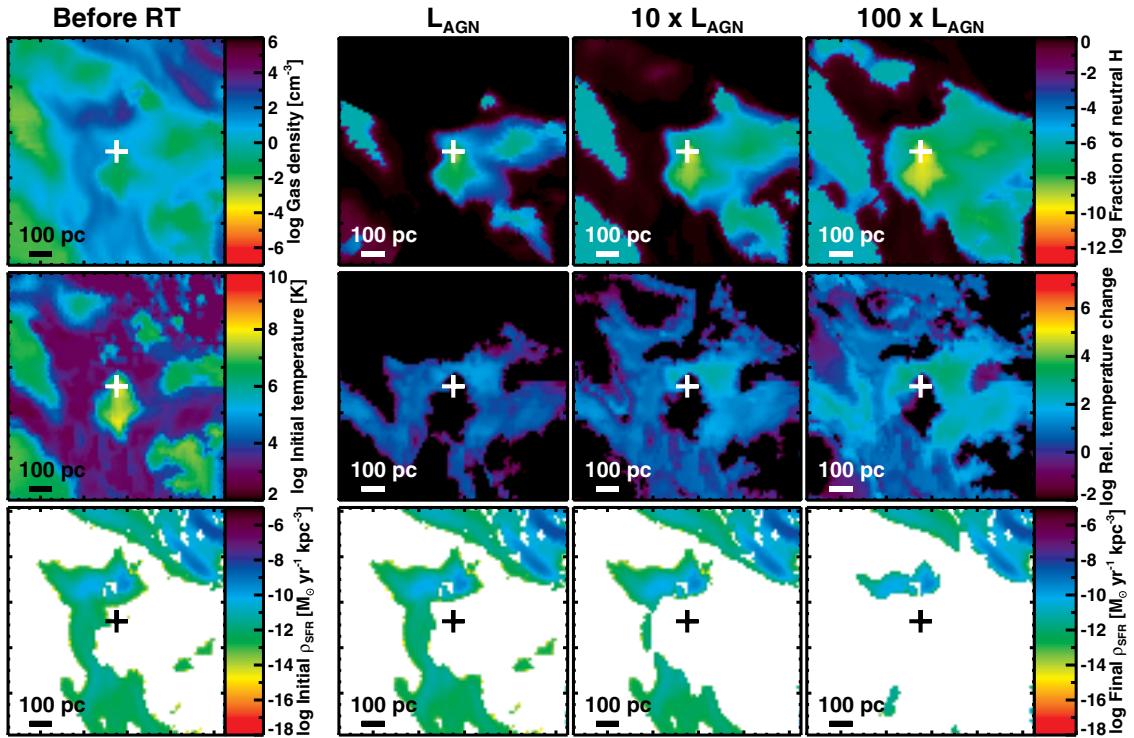 Before RT
L_AGN
10 x L_AGN
100 x L_AGN
100 pc
6
4
2
0
-2
-4
-6
log Gas density [cm⁻³]
100 pc
100 pc
100 pc
0
-2
-4
-6
-8
-10
-12
log Fraction of neutral H
100 pc
10
8
6
4
2
log Initial temperature [K]
100 pc
100 pc
100 pc
6
4
2
0
-2
log Rel. temperature change
100 pc
-6
-8
-10
-12
-14
-16
-18
log Initial ρ_SFR [M_⊙ yr⁻¹ kpc⁻³]
100 pc
100 pc
100 pc
-6
-8
-10
-12
-14
-16
-18
log Final ρ_SFR [M_⊙ yr⁻¹ kpc⁻³]